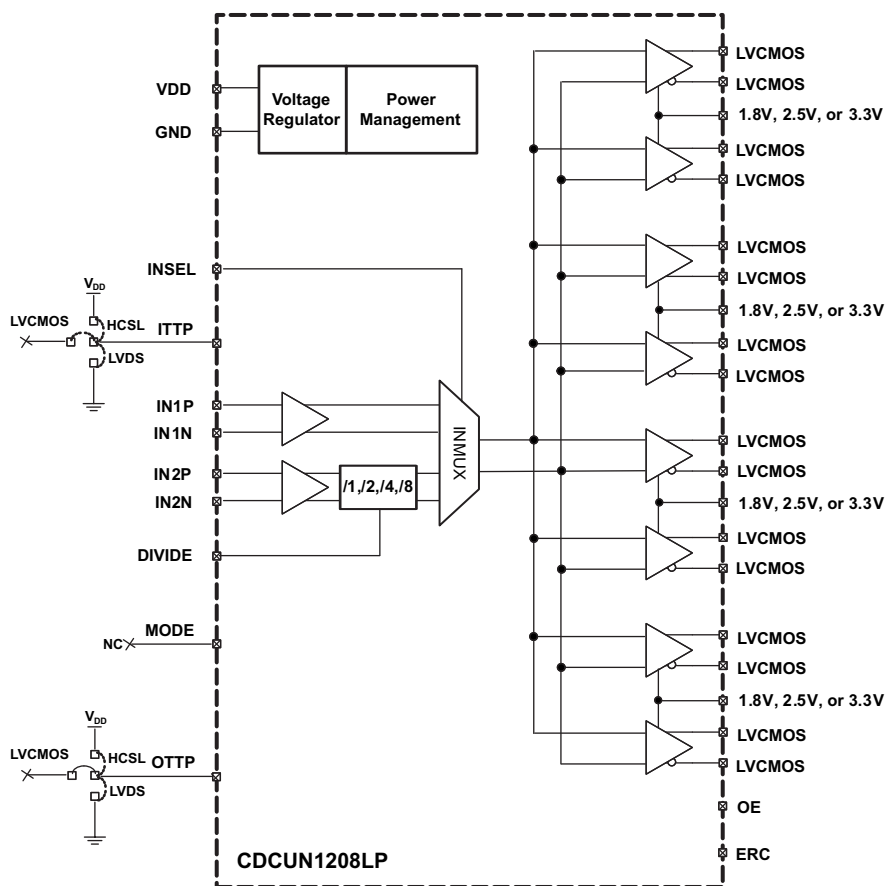 VDD
GND
Voltage
Regulator
Power
Management
INSEL
VDD
LVCMOS
HCSL
ITTP
LVDS
IN1P
IN1N
IN2P
IN2N
/1,/2,/4,/8
INMUX
DIVIDE
MODE
NC
VDD
LVCMOS
HCSL
OTTP
LVDS
CDCUN1208LP
LVCMOS
LVCMOS
1.8V, 2.5V, or 3.3V
LVCMOS
LVCMOS
LVCMOS
LVCMOS
1.8V, 2.5V, or 3.3V
LVCMOS
LVCMOS
LVCMOS
LVCMOS
1.8V, 2.5V, or 3.3V
LVCMOS
LVCMOS
LVCMOS
LVCMOS
1.8V, 2.5V, or 3.3V
LVCMOS
LVCMOS
OE
ERC